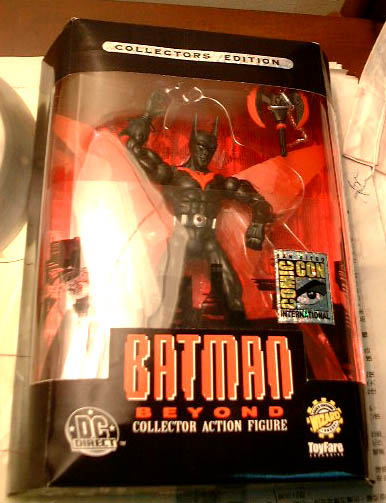 COLLECTORS EDITION
COMIC
CON
INTERNATIONAL
BATMAN
BEYOND
COLLECTOR ACTION FIGURE
DC
DIRECT
WIZARD
ToyFare